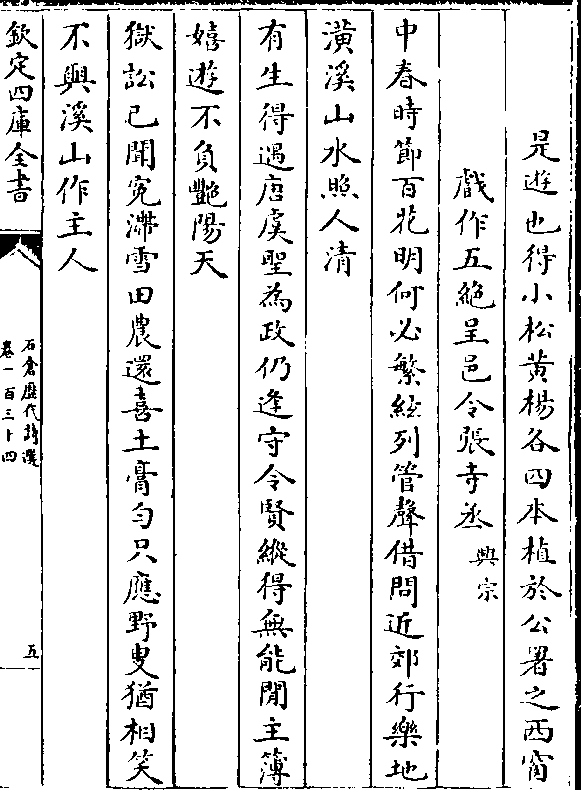 是遊也得小松黄楊各四本植於公署之西窗
戲作五絶呈邑令張寺丞興宗
中春時節百花明何必繁絃列管聲借問近郊行樂地
潢溪山水照人清
有生得遇唐虞聖為政仍逢守令賢縱得無能閒主簿
嬉遊不負艷陽天
獄訟已聞寃滯雪田農還喜土膏勻只應野叟猶相笑
不與溪山作主人
欽定四庫全書
石倉歷代詩選
卷一百三十四
五